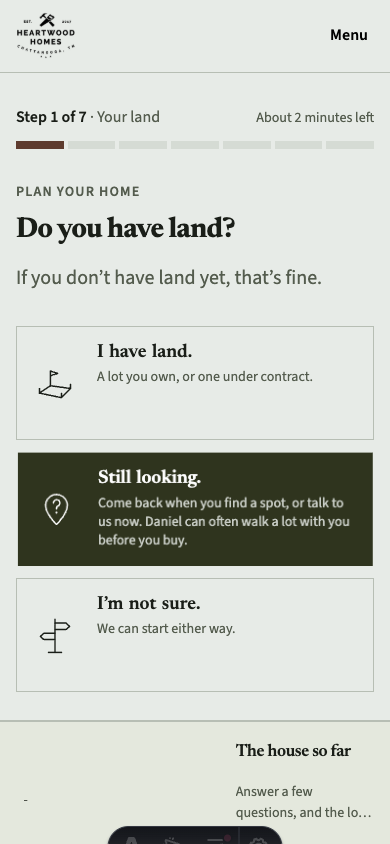 EST. 2017
HEARTWOOD
HOMES
CHATTANOOGA, TN
Menu
Step 1 of 7 · Your land
About 2 minutes left
PLAN YOUR HOME
Do you have land?
If you don’t have land yet, that’s fine.
I have land.
A lot you own, or one under contract.
Still looking.
Come back when you find a spot, or talk to
us now. Daniel can often walk a lot with you
before you buy.
I’m not sure.
We can start either way.
The house so far
-
Answer a few
questions, and the lo…